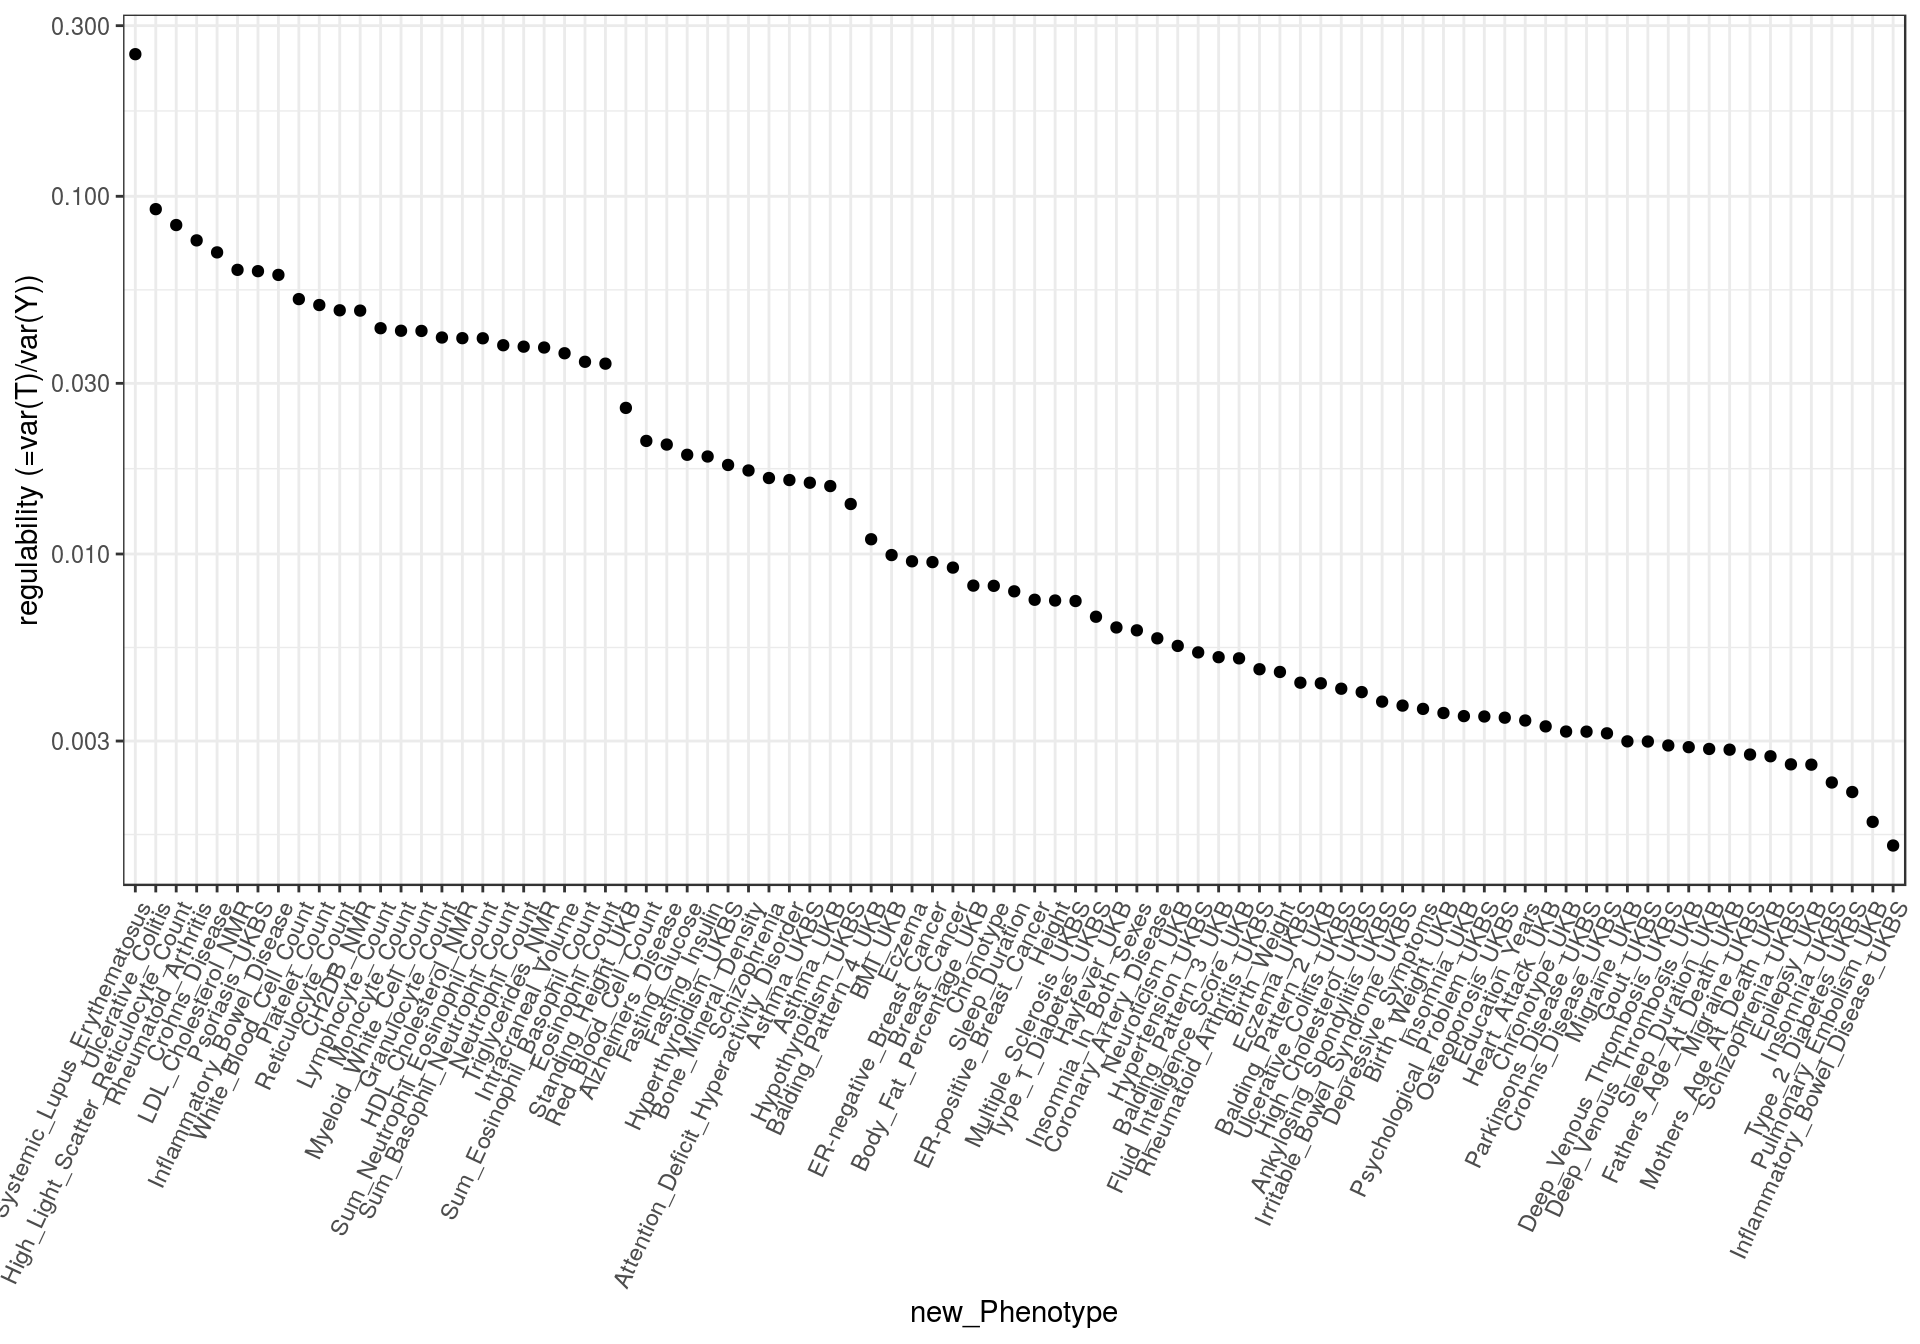 0.300
0.100
0.030
0.010
0.003
regulability (=var(T)/var(Y))
Systemic_Lupus_Erythematosus
Ulcerative_Colitis
High_Light_Scatter_Reticulocyte_Count
Rheumatoid_Arthritis
Crohns_Disease
LDL_Cholesterol_NMR
Psoriasis_UKBS
Inflammatory_Bowel_Disease
White_Blood_Cell_Count
Platelet_Count
Reticulocyte_Count
CH2DB_NMR
Lymphocyte_Count
Monocyte_Count
Myeloid_White_Cell_Count
Granulocyte_Count
HDL_Cholesterol_NMR
Sum_Neutrophil_Eosinophil_Count
Sum_Basophil_Neutrophil_Count
Neutrophil_Count
Triglycerides_NMR
Intracraneal_Volume
Sum_Eosinophil_Basophil_Count
Eosinophil_Count
Standing_Height_UKB
Red_Blood_Cell_Count
Alzheimers_Disease
Fasting_Glucose
Fasting_Insulin
Hyperthyroidism_UKBS
Bone_Mineral_Density
Schizophrenia
Attention_Deficit_Hyperactivity_Disorder
Asthma_UKBS
Asthma_UKB
Hypothyroidism_UKBS
Balding_Pattern_4_UKB
BMI_UKB
Eczema
ER-negative_Breast_Cancer
Breast_Cancer
Body_Fat_Percentage_UKB
Chronotype
Sleep_Duration
ER-positive_Breast_Cancer
Height
Multiple_Sclerosis_UKBS
Type_1_Diabetes_UKBS
Hayfever_UKB
Insomnia_In_Both_Sexes
Coronary_Artery_Disease
Neuroticism_UKB
Hypertension_UKBS
Balding_Pattern_3_UKB
Fluid_Intelligence_Score_UKB
Rheumatoid_Arthritis_UKBS
Birth_Weight
Eczema_UKBS
Balding_Pattern_2_UKB
Ulcerative_Colitis_UKBS
High_Cholesterol_UKBS
Ankylosing_Spondylitis_UKBS
Irritable_Bowel_Syndrome_UKBS
Depressive_Symptoms
Birth_Weight_UKB
Insomnia_UKB
Psychological_Problem_UKBS
Osteoporosis_UKBS
Education_Years
Heart_Attack_UKB
Chronotype_UKB
Parkinsons_Disease_UKBS
Crohns_Disease_UKBS
Migraine_UKB
Gout_UKBS
Deep_Venous_Thrombosis_UKBS
Deep_Venous_Thrombosis_UKB
Sleep_Duration_UKB
Fathers_Age_At_Death_UKB
Migraine_UKBS
Mothers_Age_At_Death_UKB
Schizophrenia_UKBS
Epilepsy_UKB
Insomnia_UKBS
Type_2_Diabetes_UKBS
Pulmonary_Embolism_UKB
Inflammatory_Bowel_Disease_UKBS
new_Phenotype